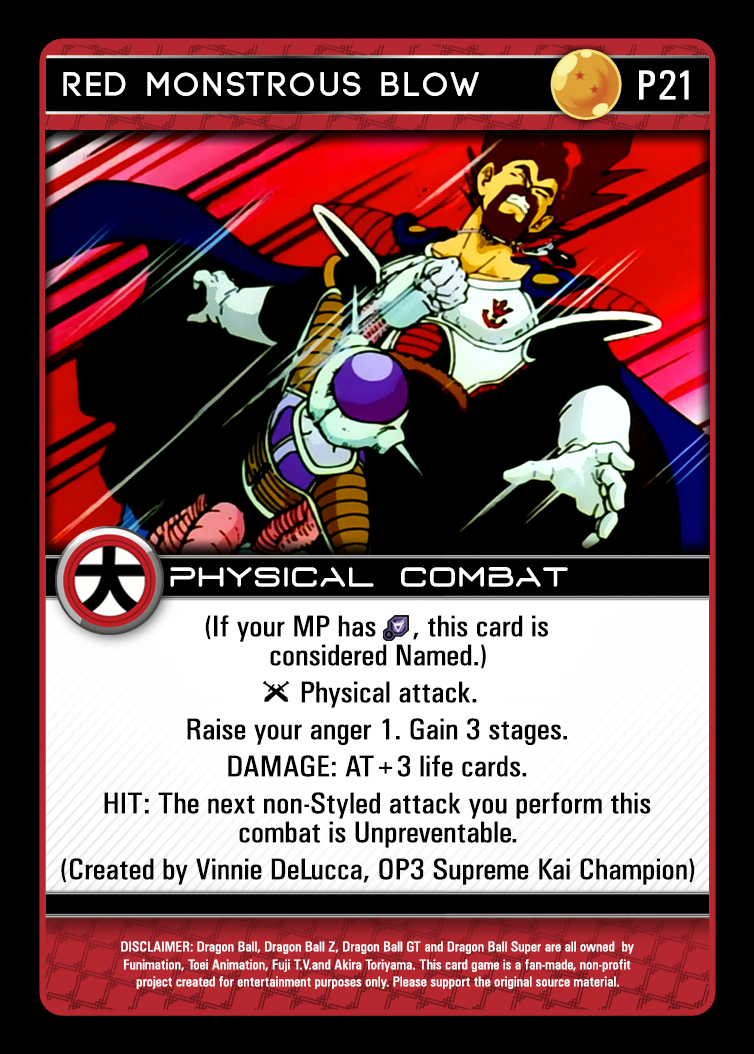 RED MONSTROUS BLOW P21
大 PHYSICAL COMBAT
(If your MP has , this card is
considered Named.)
Physical attack.
Raise your anger 1. Gain 3 stages.
DAMAGE: AT+3 life cards.
HIT: The next non-Styled attack you perform this
combat is Unpreventable.
(Created by Vinnie DeLucca, OP3 Supreme Kai Champion)
DISCLAIMER: Dragon Ball, Dragon Ball Z, Dragon Ball GT and Dragon Ball Super are all owned by
Funimation, Toei Animation, Fuji T.V.and Akira Toriyama. This card game is a fan-made, non-profit
project created for entertainment purposes only. Please support the original source material.